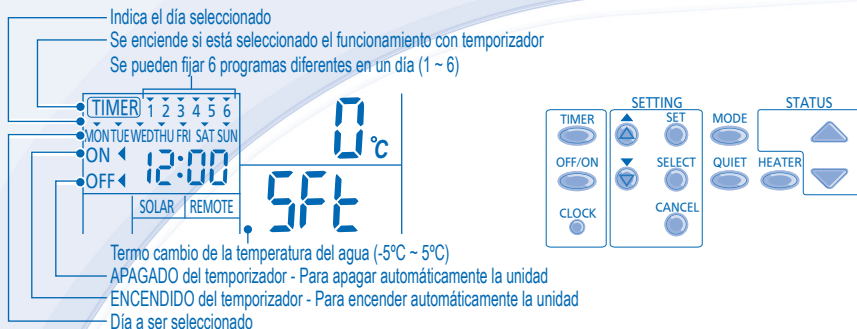 Indica el día seleccionado
Se enciende si está seleccionado el funcionamiento con temporizador
Se pueden fijar 6 programas diferentes en un día (1 ~ 6)
TIMER 1 2 3 4 5 6
MON TUE WED THU FRI SAT SUN
ON
12:00
OFF
SOLAR REMOTE
0 °C
.SFt
Termo cambio de la temperatura del agua (-5ºC ~ 5ºC)
APAGADO del temporizador - Para apagar automáticamente la unidad
ENCENDIDO del temporizador - Para encender automáticamente la unidad
Día a ser seleccionado
SETTING STATUS
TIMER SET MODE
OFF/ON SELECT QUIET HEATER
CLOCK CANCEL